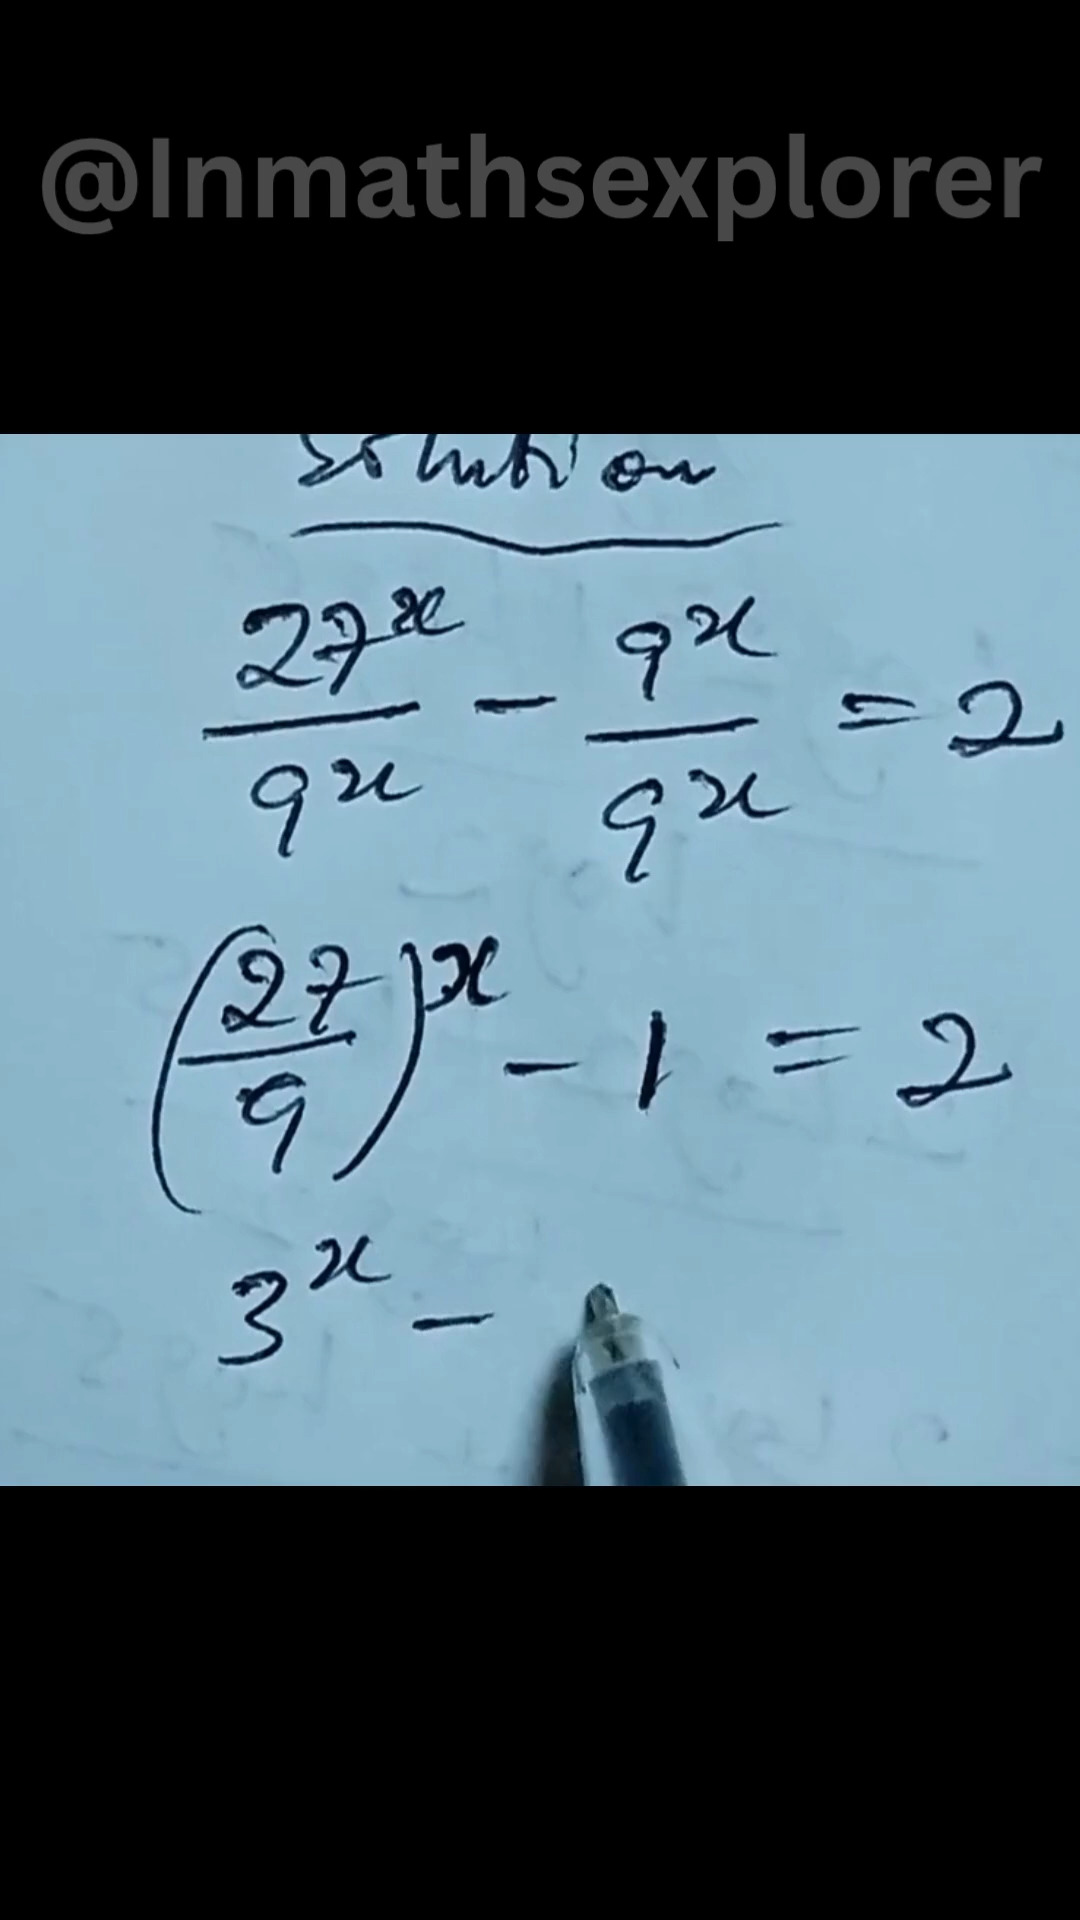 @Inmathsexplorer
Solution
27^x/9^x - 9^x/9^x = 2
(27/9)^x - 1 = 2
3^x -